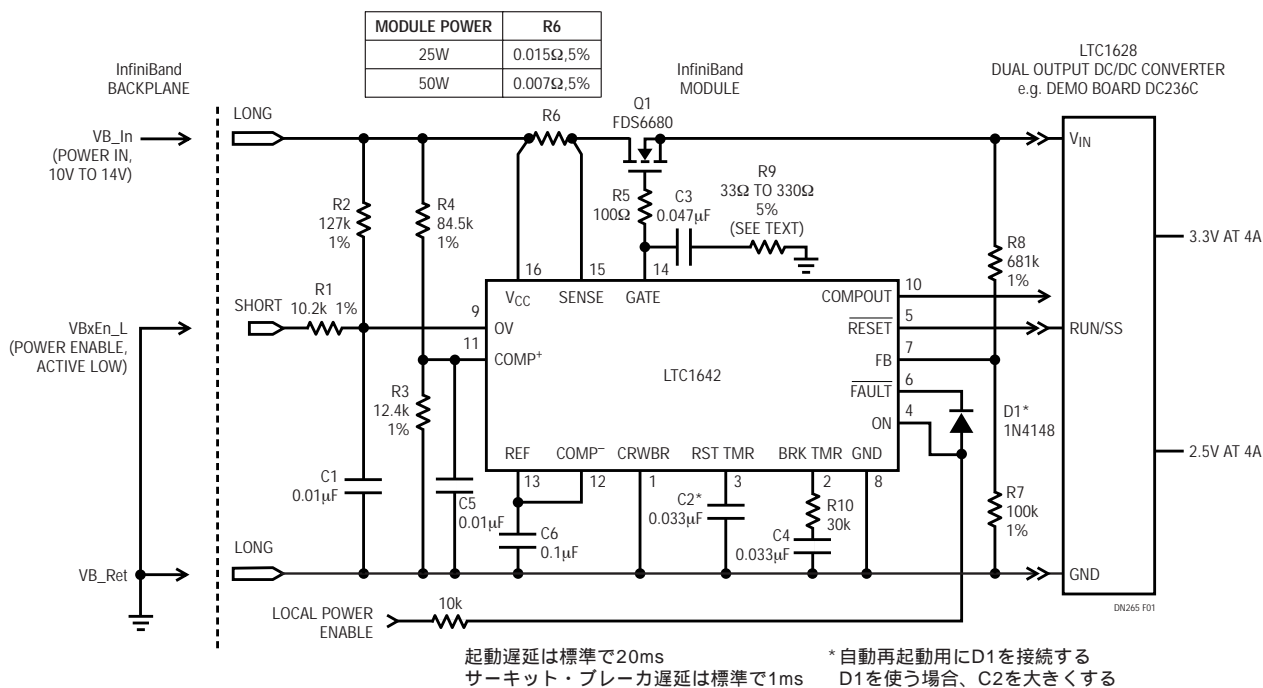 MODULE POWER R6
25W 0.015Ω,5%
50W 0.007Ω,5%
InfiniBand
BACKPLANE
InfiniBand
MODULE
LTC1628
DUAL OUTPUT DC/DC CONVERTER
e.g. DEMO BOARD DC236C
VB_In
(POWER IN,
10V TO 14V)
LONG
R6
Q1
FDS6680
VIN
R2
127k
1%
R4
84.5k
1%
R5
100Ω
C3
0.047µF
R9
33Ω TO 330Ω
5%
(SEE TEXT)
R8
681k
1%
3.3V AT 4A
16
15
14
VCC
SENSE
GATE
COMPOUT
10
VBxEn_L
(POWER ENABLE,
ACTIVE LOW)
SHORT
R1
10.2k 1%
9
OV
RESET
5
RUN/SS
11
COMP+
FB
7
LTC1642
FAULT
6
ON
4
D1*
1N4148
R3
12.4k
1%
2.5V AT 4A
REF
COMP–
CRWBR
RST TMR
BRK TMR
GND
13
12
1
3
2
8
C1
0.01µF
C5
0.01µF
C6
0.1µF
C2*
0.033µF
R10
30k
C4
0.033µF
R7
100k
1%
VB_Ret
LONG
GND
DN265 F01
LOCAL POWER
ENABLE
10k
起動遅延は標準で20ms
サーキット・ブレーカ遅延は標準で1ms
*自動再起動用にD1を接続する
D1を使う場合、C2を大きくする